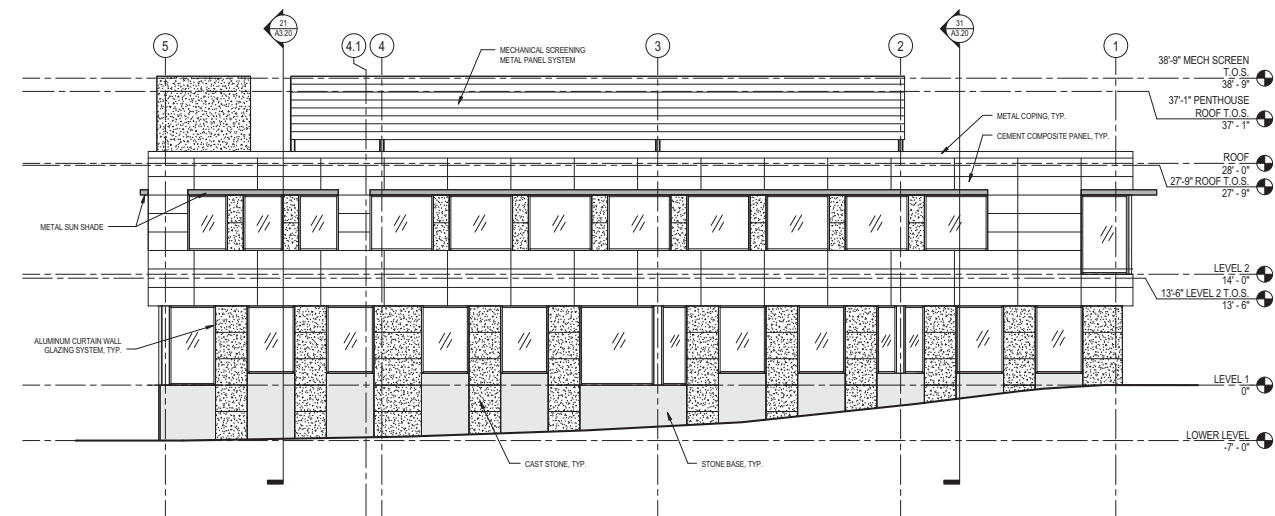 21
A3.20
31
A3.20
5
4.1
4
3
2
1
MECHANICAL SCREENING
METAL PANEL SYSTEM
38'-9" MECH SCREEN
T.O.S.
38' - 9"
37'-1" PENTHOUSE
ROOF T.O.S.
37' - 1"
METAL COPING, TYP.
CEMENT COMPOSITE PANEL, TYP.
ROOF
28' - 0"
27'-9" ROOF T.O.S.
27' - 9"
METAL SUN SHADE
LEVEL 2
14' - 0"
13'-6" LEVEL 2 T.O.S.
13' - 6"
ALUMINUM CURTAIN WALL
GLAZING SYSTEM, TYP.
LEVEL 1
0"
LOWER LEVEL
-7' - 0"
CAST STONE, TYP.
STONE BASE, TYP.